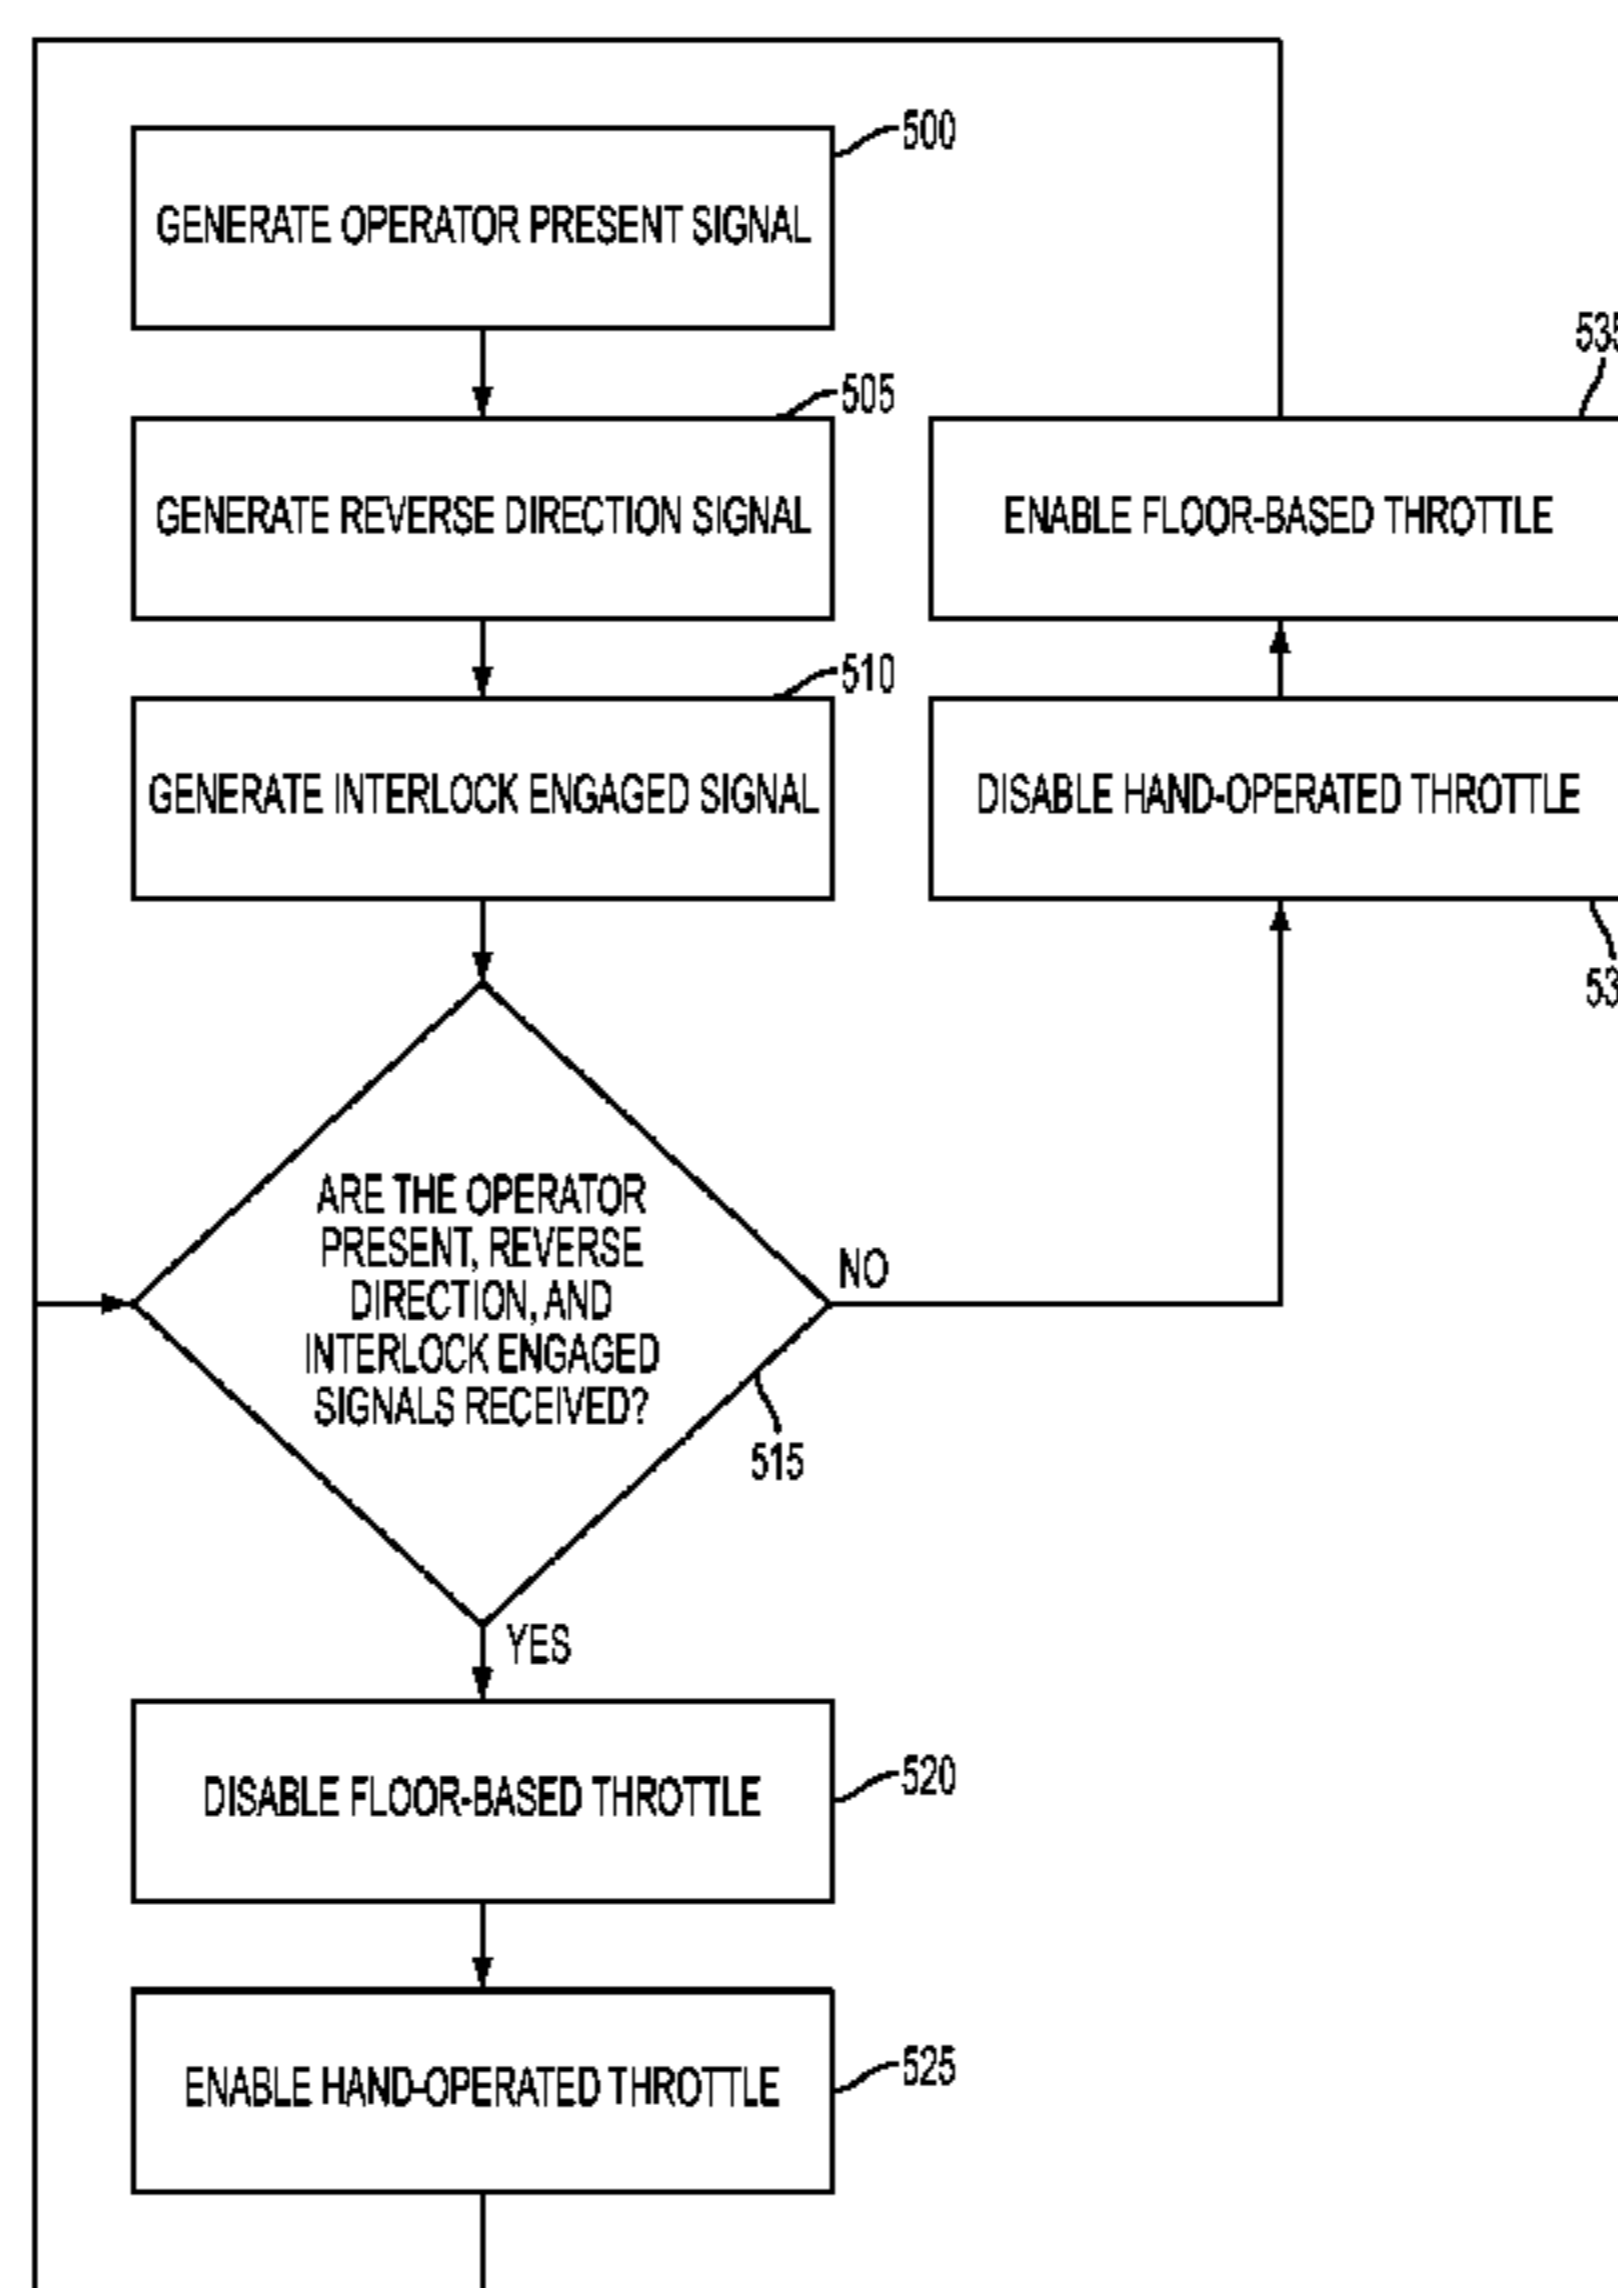 500
GENERATE OPERATOR PRESENT SIGNAL
505
GENERATE REVERSE DIRECTION SIGNAL
510
GENERATE INTERLOCK ENGAGED SIGNAL
ARE THE OPERATOR
PRESENT, REVERSE
DIRECTION, AND
INTERLOCK ENGAGED
SIGNALS RECEIVED?
515
NO
YES
DISABLE FLOOR-BASED THROTTLE
520
ENABLE HAND-OPERATED THROTTLE
525
535
ENABLE FLOOR-BASED THROTTLE
DISABLE HAND-OPERATED THROTTLE